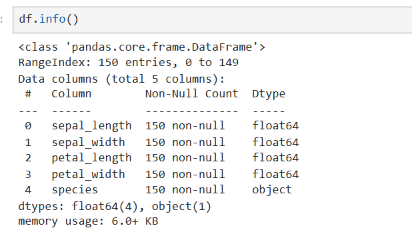 : df.info()
<class 'pandas.core.frame.DataFrame'>
RangeIndex: 150 entries, 0 to 149
Data columns (total 5 columns):
 #   Column        Non-Null Count  Dtype
---  ------        --------------  -----
 0   sepal_length  150 non-null    float64
 1   sepal_width   150 non-null    float64
 2   petal_length  150 non-null    float64
 3   petal_width   150 non-null    float64
 4   species       150 non-null    object
dtypes: float64(4), object(1)
memory usage: 6.0+ KB